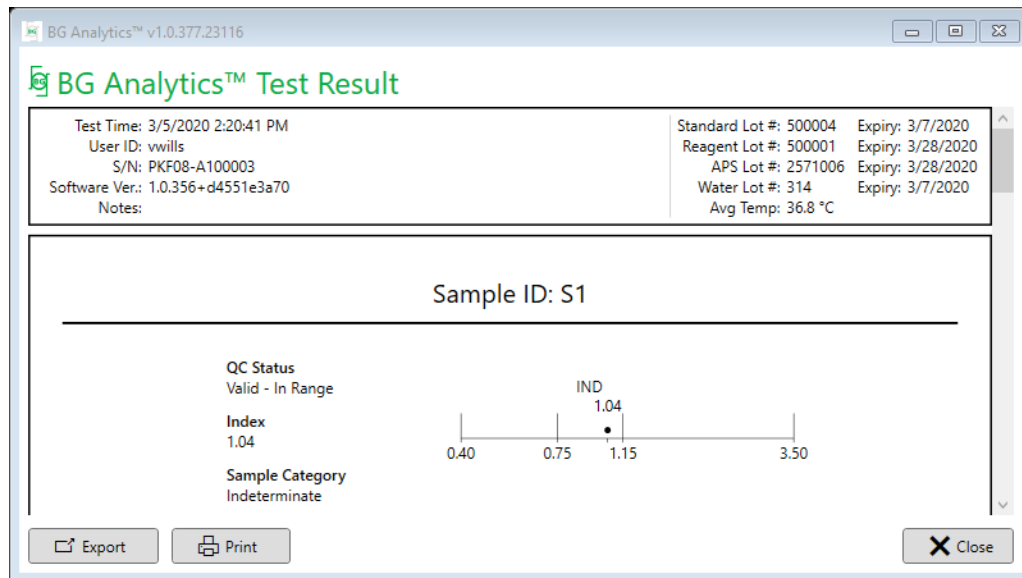 BG Analytics™ v1.0.377.23116
BG Analytics™ Test Result
Test Time: 3/5/2020 2:20:41 PM
User ID: vwills
S/N: PKF08-A100003
Software Ver.: 1.0.356+d4551e3a70
Notes:
Standard Lot #: 500004 Expiry: 3/7/2020
Reagent Lot #: 500001 Expiry: 3/28/2020
APS Lot #: 2571006 Expiry: 3/28/2020
Water Lot #: 314 Expiry: 3/7/2020
Avg Temp: 36.8 °C
Sample ID: S1
QC Status
Valid - In Range
Index
1.04
Sample Category
Indeterminate
IND
1.04
0.40 0.75 1.15 3.50
Export Print Close